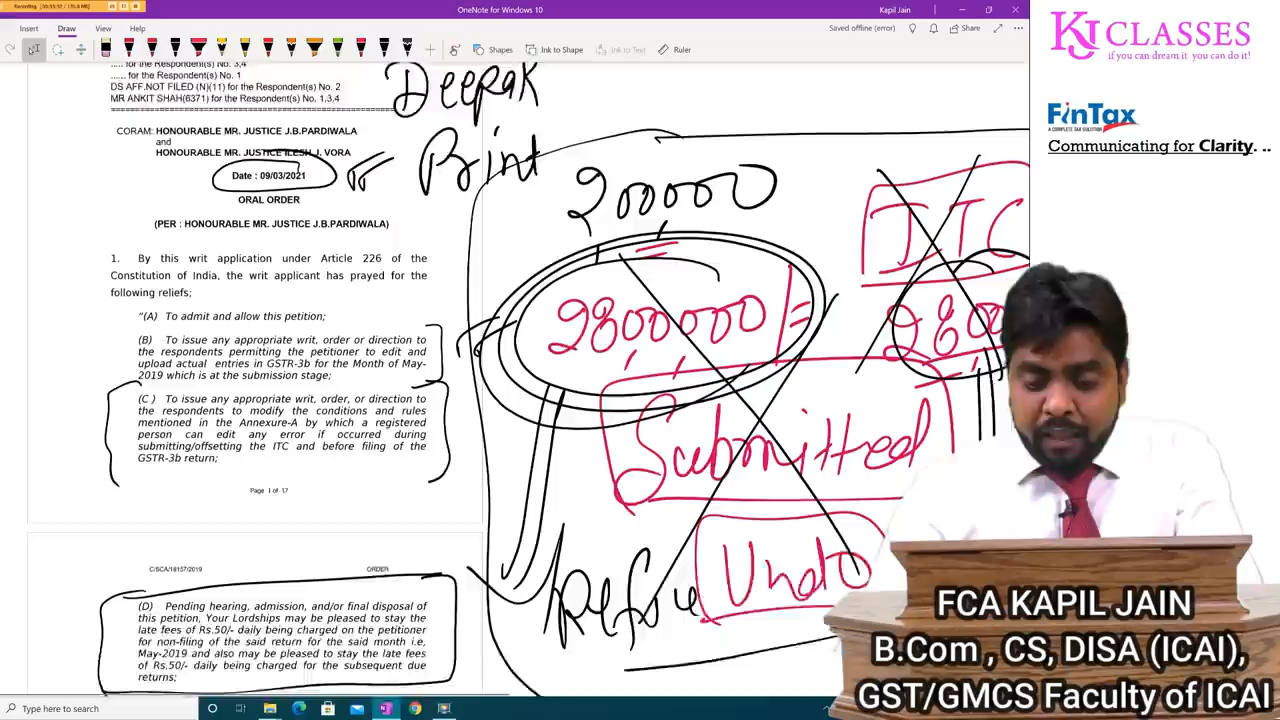 Recording [00:55:52 / 175.8 MB]
OneNote for Windows 10
Kapil Jain
Insert Draw View Help
Saved offline (error) Share
Shapes Ink to Shape Ink to Text Ruler
..... for the Respondent(s) No. 3,4
..... for the Respondent(s) No. 1
DS AFF.NOT FILED (N)(11) for the Respondent(s) No. 2
MR ANKIT SHAH(6371) for the Respondent(s) No. 1,3,4
CORAM: HONOURABLE MR. JUSTICE J.B.PARDIWALA
and
HONOURABLE MR. JUSTICE ILESH J. VORA
Date : 09/03/2021
ORAL ORDER
(PER : HONOURABLE MR. JUSTICE J.B.PARDIWALA)
1. By this writ application under Article 226 of the
Constitution of India, the writ applicant has prayed for the
following reliefs;
"(A) To admit and allow this petition;
(B) To issue any appropriate writ, order or direction to
the respondents permitting the petitioner to edit and
upload actual entries in GSTR-3b for the Month of May-
2019 which is at the submission stage;
(C ) To issue any appropriate writ, order, or direction to
the respondents to modify the conditions and rules
mentioned in the Annexure-A by which a registered
person can edit any error if occurred during
submitting/offsetting the ITC and before filing of the
GSTR-3b return;
Page 1 of 17
C/SCA/18157/2019 ORDER
(D) Pending hearing, admission, and/or final disposal of
this petition, Your Lordships may be pleased to stay the
late fees of Rs.50/- daily being charged on the petitioner
for non-filing of the said return for the said month i.e,
May-2019 and also may be pleased to stay the late fees
of Rs.50/- daily being charged for the subsequent due
returns;
Deepak
Print
200000
2800000 =
Submitted
Undo
ITC
KJ CLASSES
if you can dream it you can do it!
FinTax
A COMPLETE TAX SOLUTION
Communicating for Clarity. ..
FCA KAPIL JAIN
B.Com , CS, DISA (ICAI),
GST/GMCS Faculty of ICAI
Type here to search